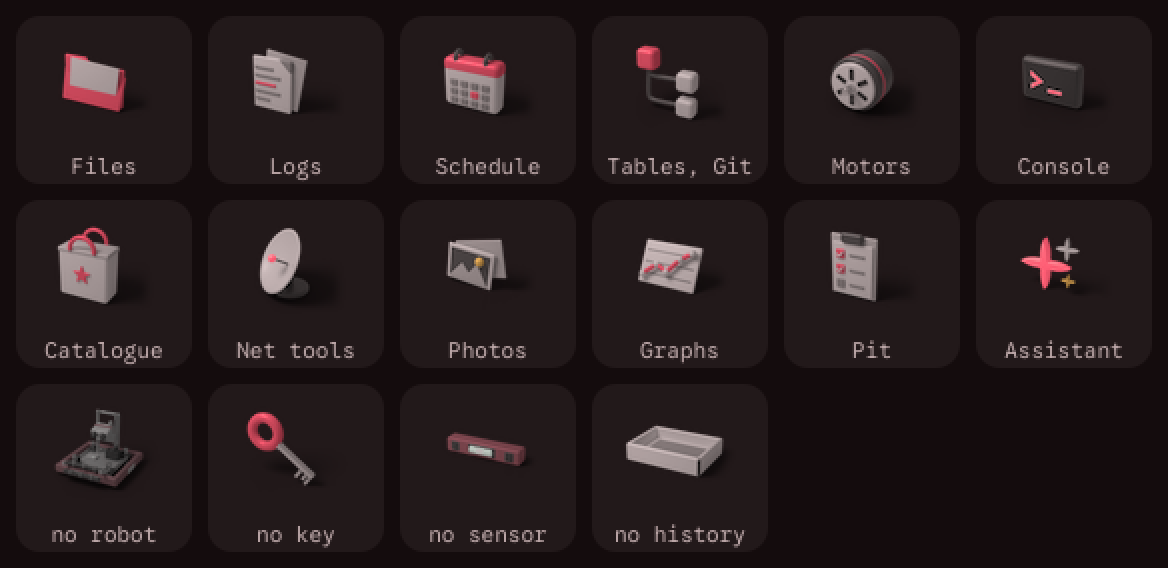 Files
Logs
Schedule
Tables, Git
Motors
Console
Catalogue
Net tools
Photos
Graphs
Pit
Assistant
no robot
no key
no sensor
no history